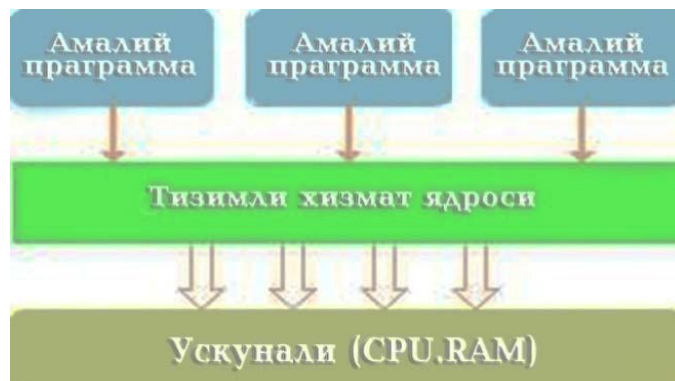 Амалий
праграмма
Амалий
праграмма
Амалий
праграмма
Тизимли хизмат ядроси
Ускунали (CPU.RAM)